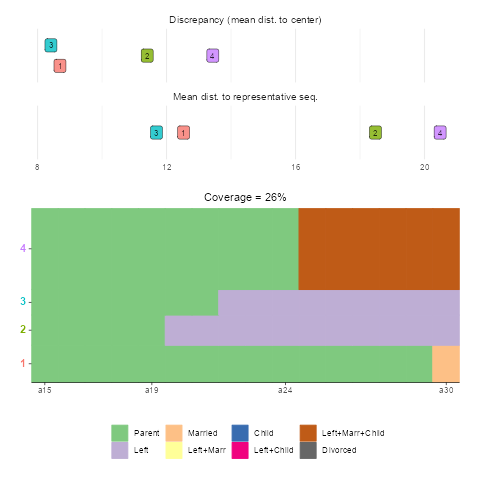 Discrepancy (mean dist. to center)
3
1
2
4
Mean dist. to representative seq.
3
1
2
4
8 12 16 20
Coverage = 26%
4
3
2
1
a15 a19 a24 a30
Parent Married Child Left+Marr+Child
Left Left+Marr Left+Child Divorced